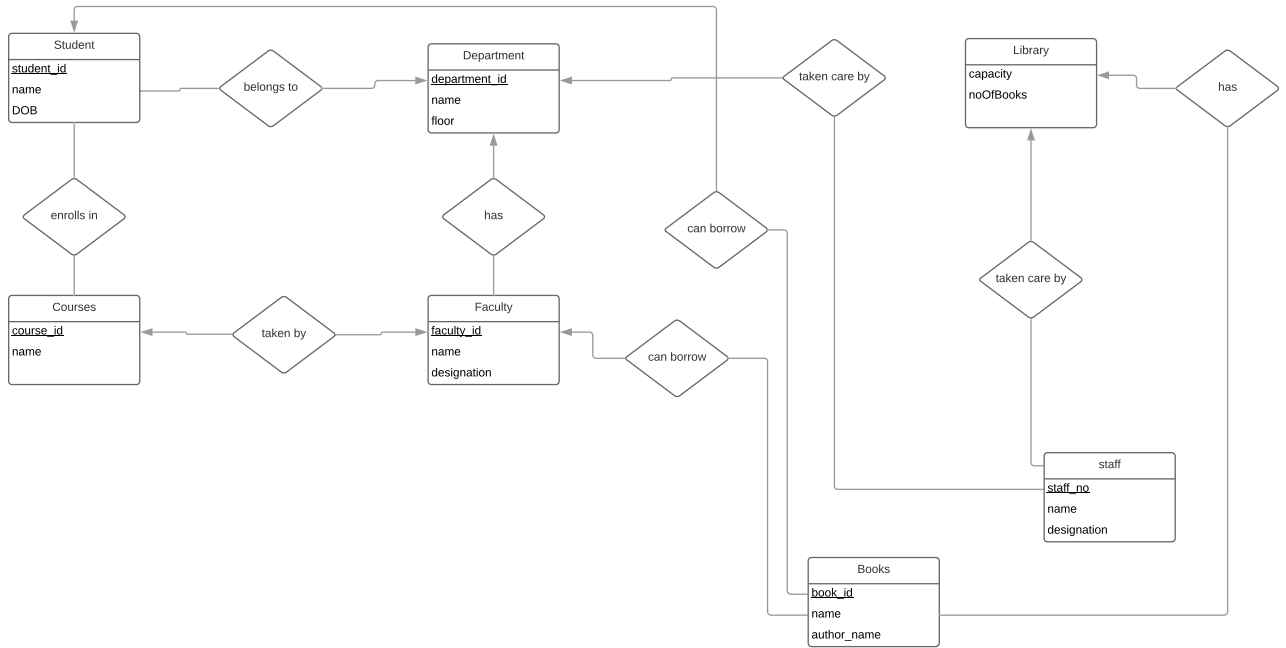 Student
student_id
name
DOB
belongs to
Department
department_id
name
floor
taken care by
Library
capacity
noOfBooks
has
enrolls in
has
can borrow
taken care by
Courses
course_id
name
taken by
Faculty
faculty_id
name
designation
can borrow
staff
staff_no
name
designation
Books
book_id
name
author_name